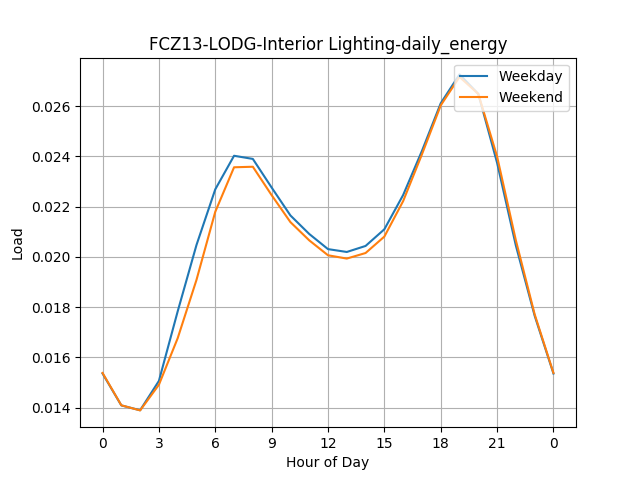 FCZ13-LODG-Interior Lighting-daily_energy
Weekday
Weekend
Load
0.026
0.024
0.022
0.020
0.018
0.016
0.014
0 3 6 9 12 15 18 21 0
Hour of Day